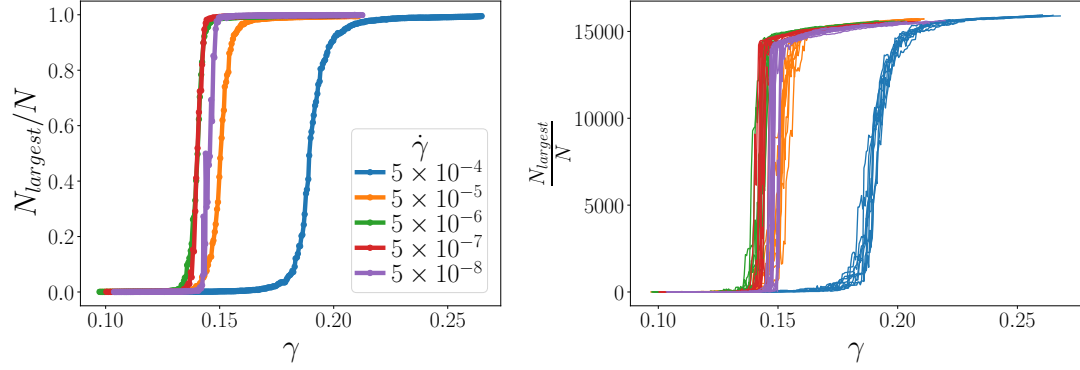 1.0
0.8
0.6
0.4
0.2
0.0
N_{largest}/N
0.10
0.15
0.20
0.25
γ
γ̇
5 × 10⁻⁴
5 × 10⁻⁵
5 × 10⁻⁶
5 × 10⁻⁷
5 × 10⁻⁸
15000
10000
5000
0
N_{largest}
N
0.10
0.15
0.20
0.25
γ